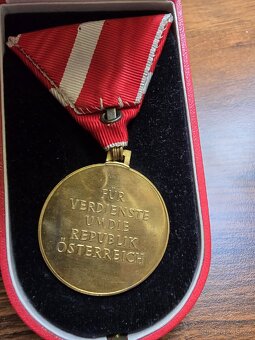 FÜR
VERDIENSTE
UM DIE
REPUBLIK
ÖSTERREICH